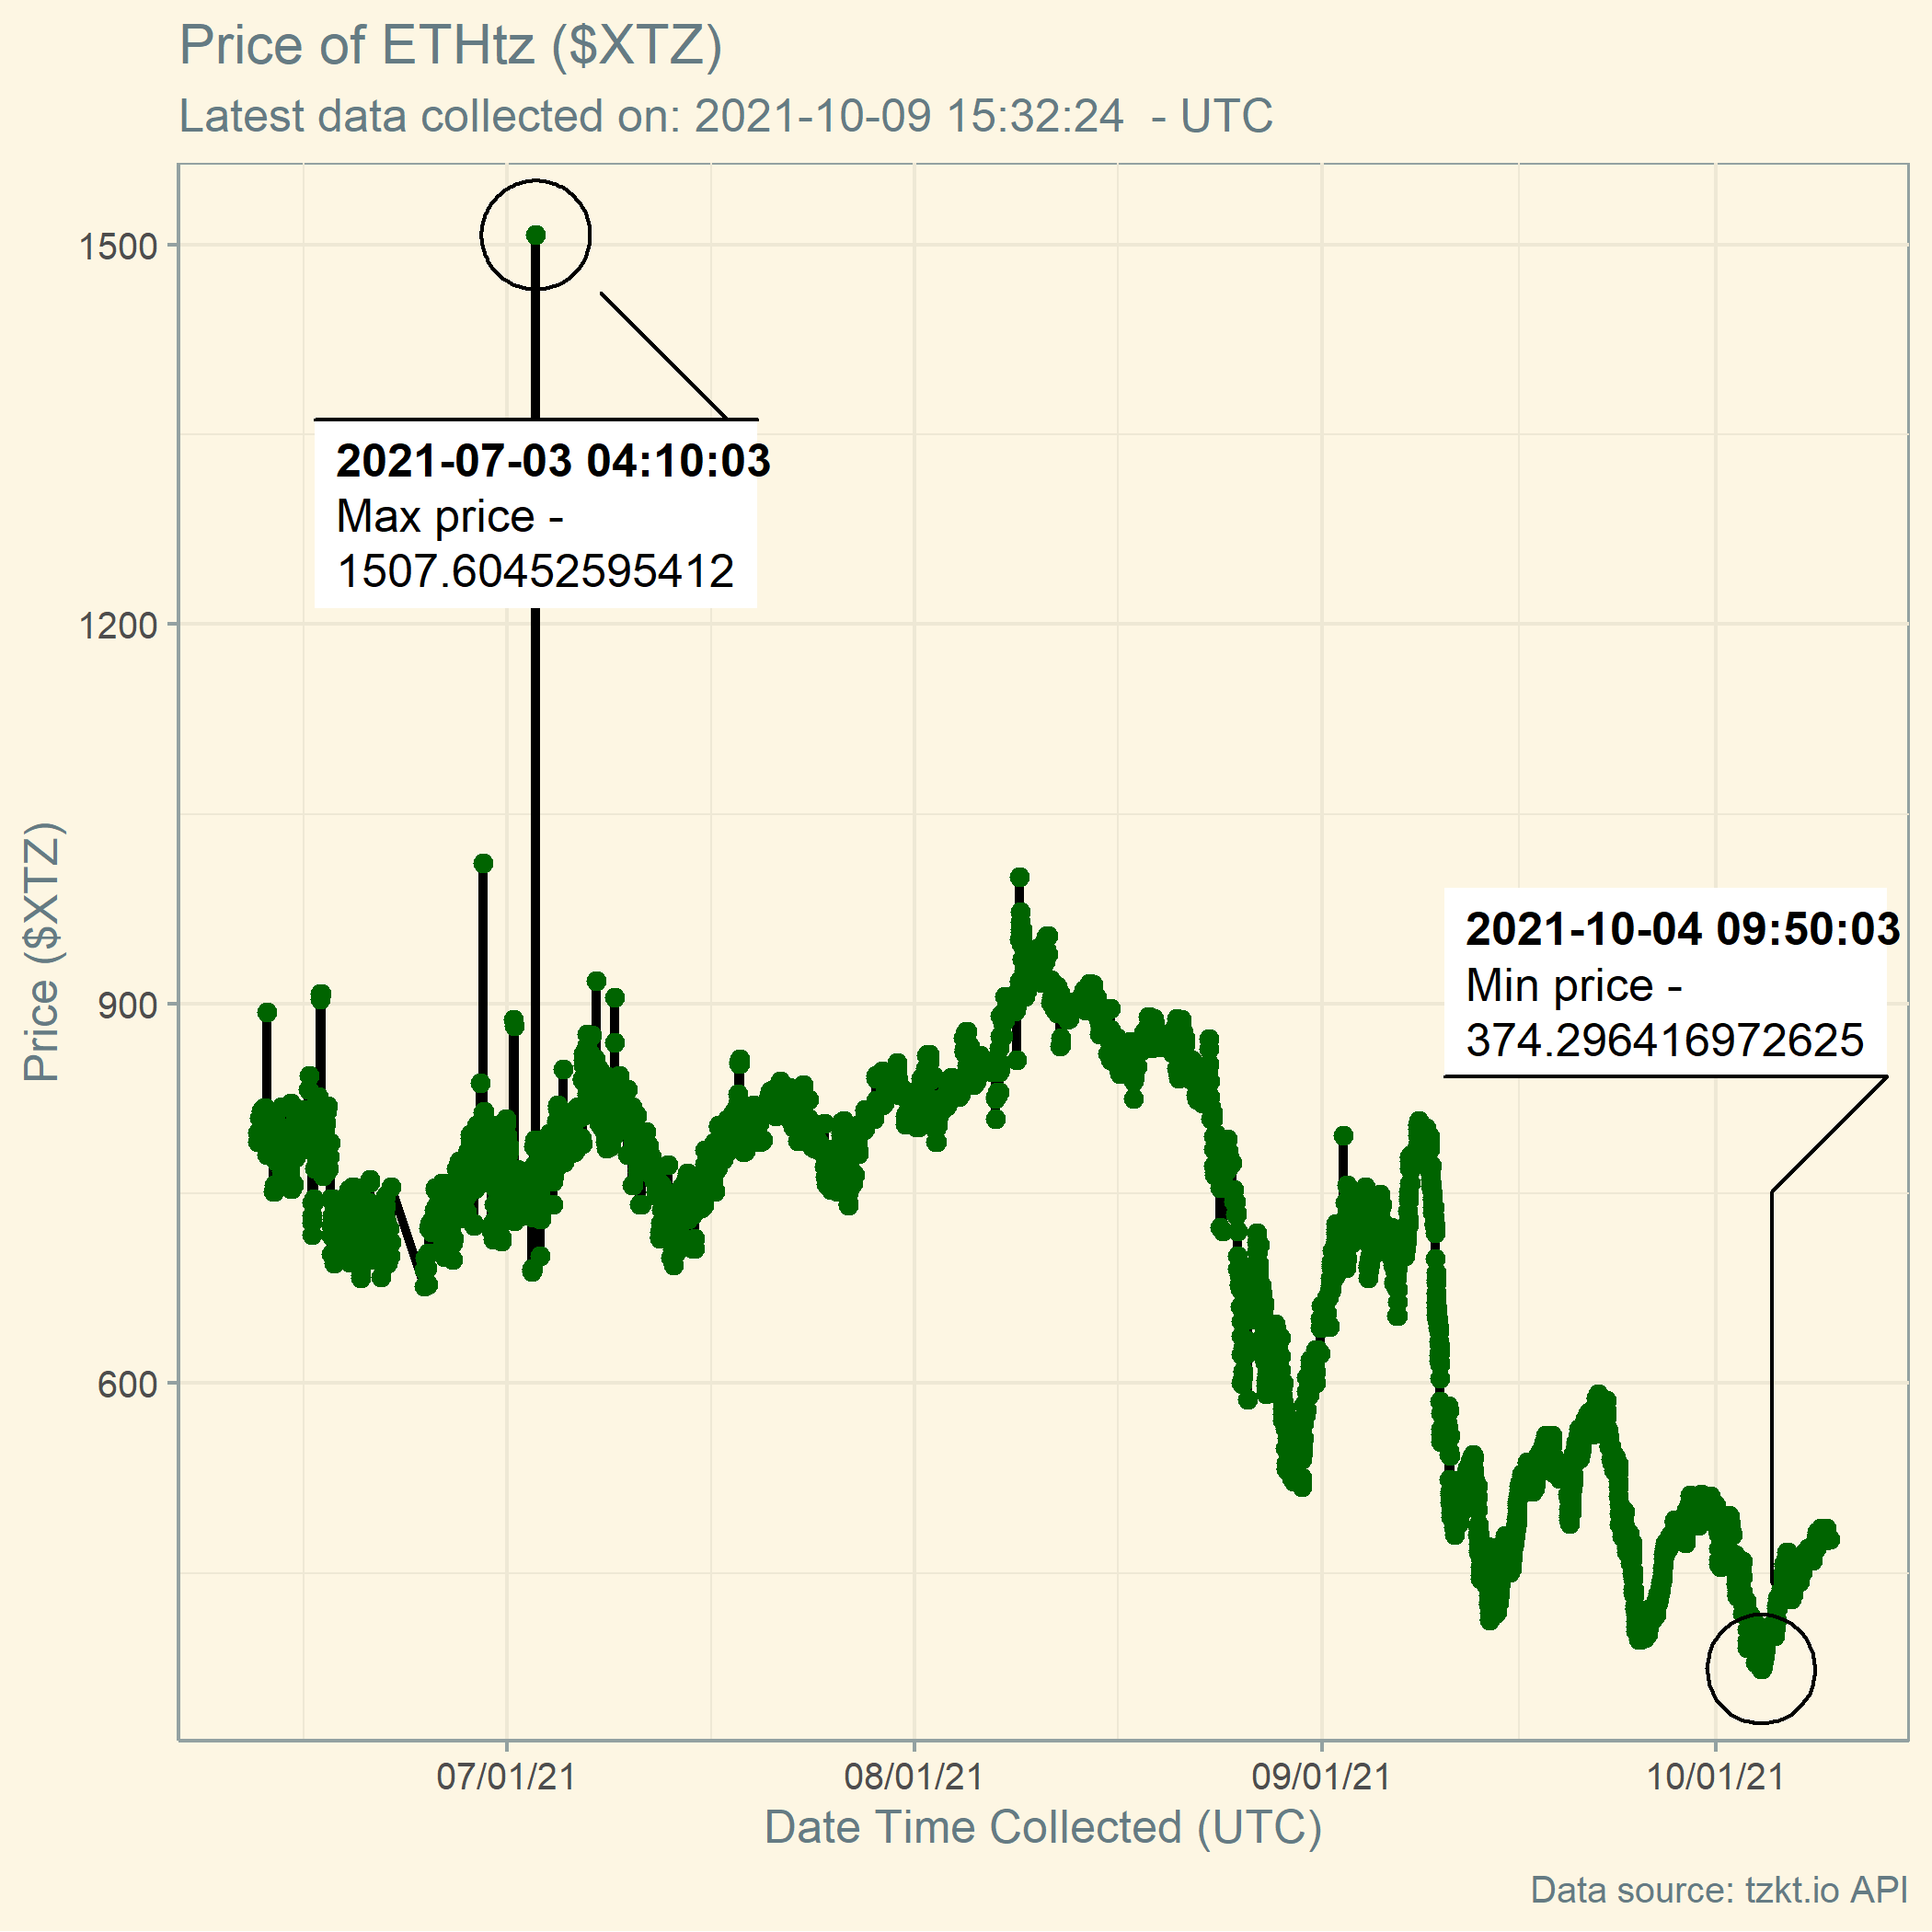 Price of ETHtz ($XTZ)
Latest data collected on: 2021-10-09 15:32:24  - UTC
1500
1200
900
600
Price ($XTZ)
2021-07-03 04:10:03
Max price -
1507.60452595412
2021-10-04 09:50:03
Min price -
374.296416972625
07/01/21
08/01/21
09/01/21
10/01/21
Date Time Collected (UTC)
Data source: tzkt.io API